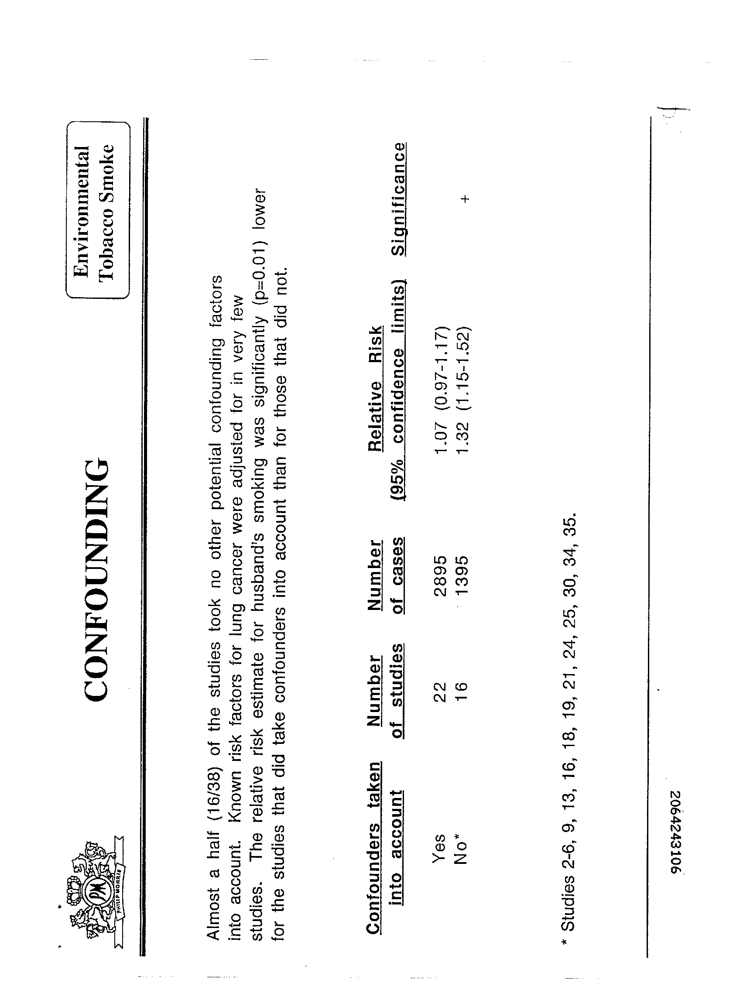 PM
PHILIP MORRIS
CONFOUNDING
Environmental
Tobacco Smoke
Almost a half (16/38) of the studies took no other potential confounding factors
into account. Known risk factors for lung cancer were adjusted for in very few
studies. The relative risk estimate for husband's smoking was significantly (p=0.01) lower
for the studies that did take confounders into account than for those that did not.
Confounders taken Number Number Relative Risk
into account of studies of cases (95% confidence limits) Significance
Yes 22 2895 1.07 (0.97-1.17)
No* 16 1395 1.32 (1.15-1.52) +
* Studies 2-6, 9, 13, 16, 18, 19, 21, 24, 25, 30, 34, 35.
2064243106